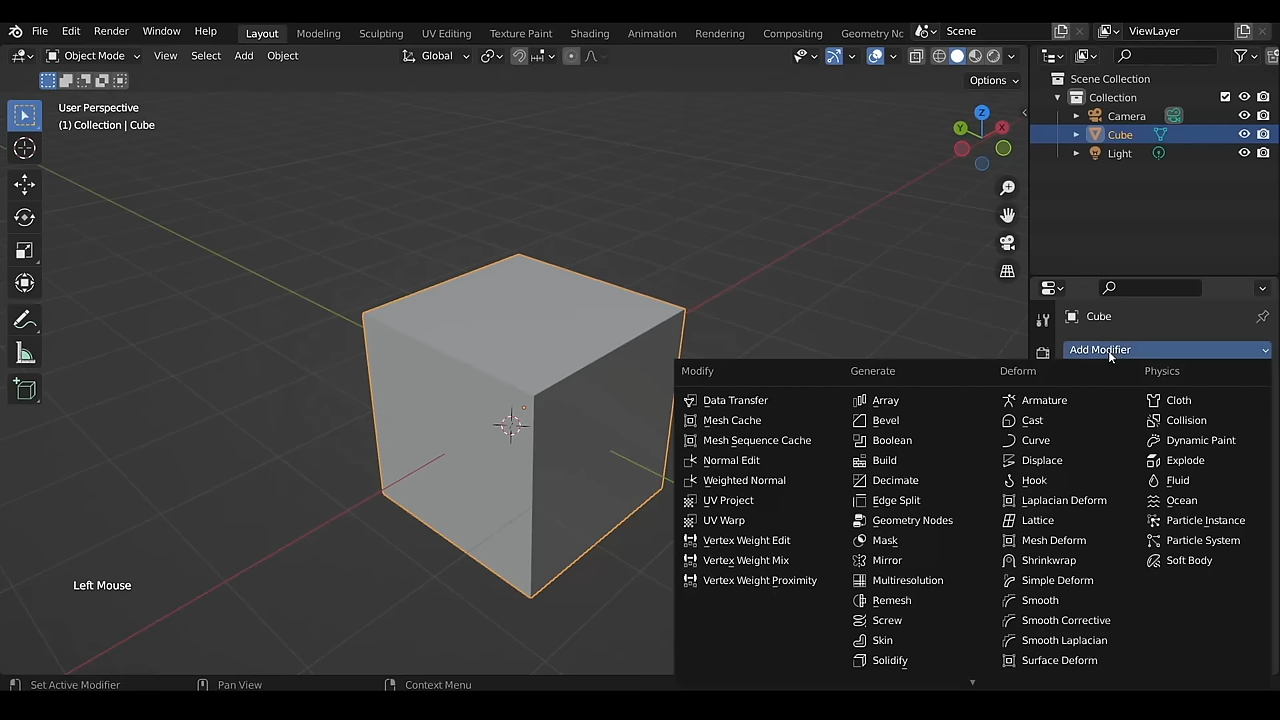 File Edit Render Window Help Layout Modeling Sculpting UV Editing Texture Paint Shading Animation Rendering Compositing Geometry Nc Scene ViewLayer
Object Mode View Select Add Object Global
Options
User Perspective
(1) Collection | Cube
Z
Y
X
Scene Collection
Collection
Camera
Cube
Light
Cube
Add Modifier
Modify Generate Deform Physics
Data Transfer Array Armature Cloth
Mesh Cache Bevel Cast Collision
Mesh Sequence Cache Boolean Curve Dynamic Paint
Normal Edit Build Displace Explode
Weighted Normal Decimate Hook Fluid
UV Project Edge Split Laplacian Deform Ocean
UV Warp Geometry Nodes Lattice Particle Instance
Vertex Weight Edit Mask Mesh Deform Particle System
Vertex Weight Mix Mirror Shrinkwrap Soft Body
Vertex Weight Proximity Multiresolution Simple Deform
Remesh Smooth
Screw Smooth Corrective
Skin Smooth Laplacian
Solidify Surface Deform
Left Mouse
Set Active Modifier Pan View Context Menu